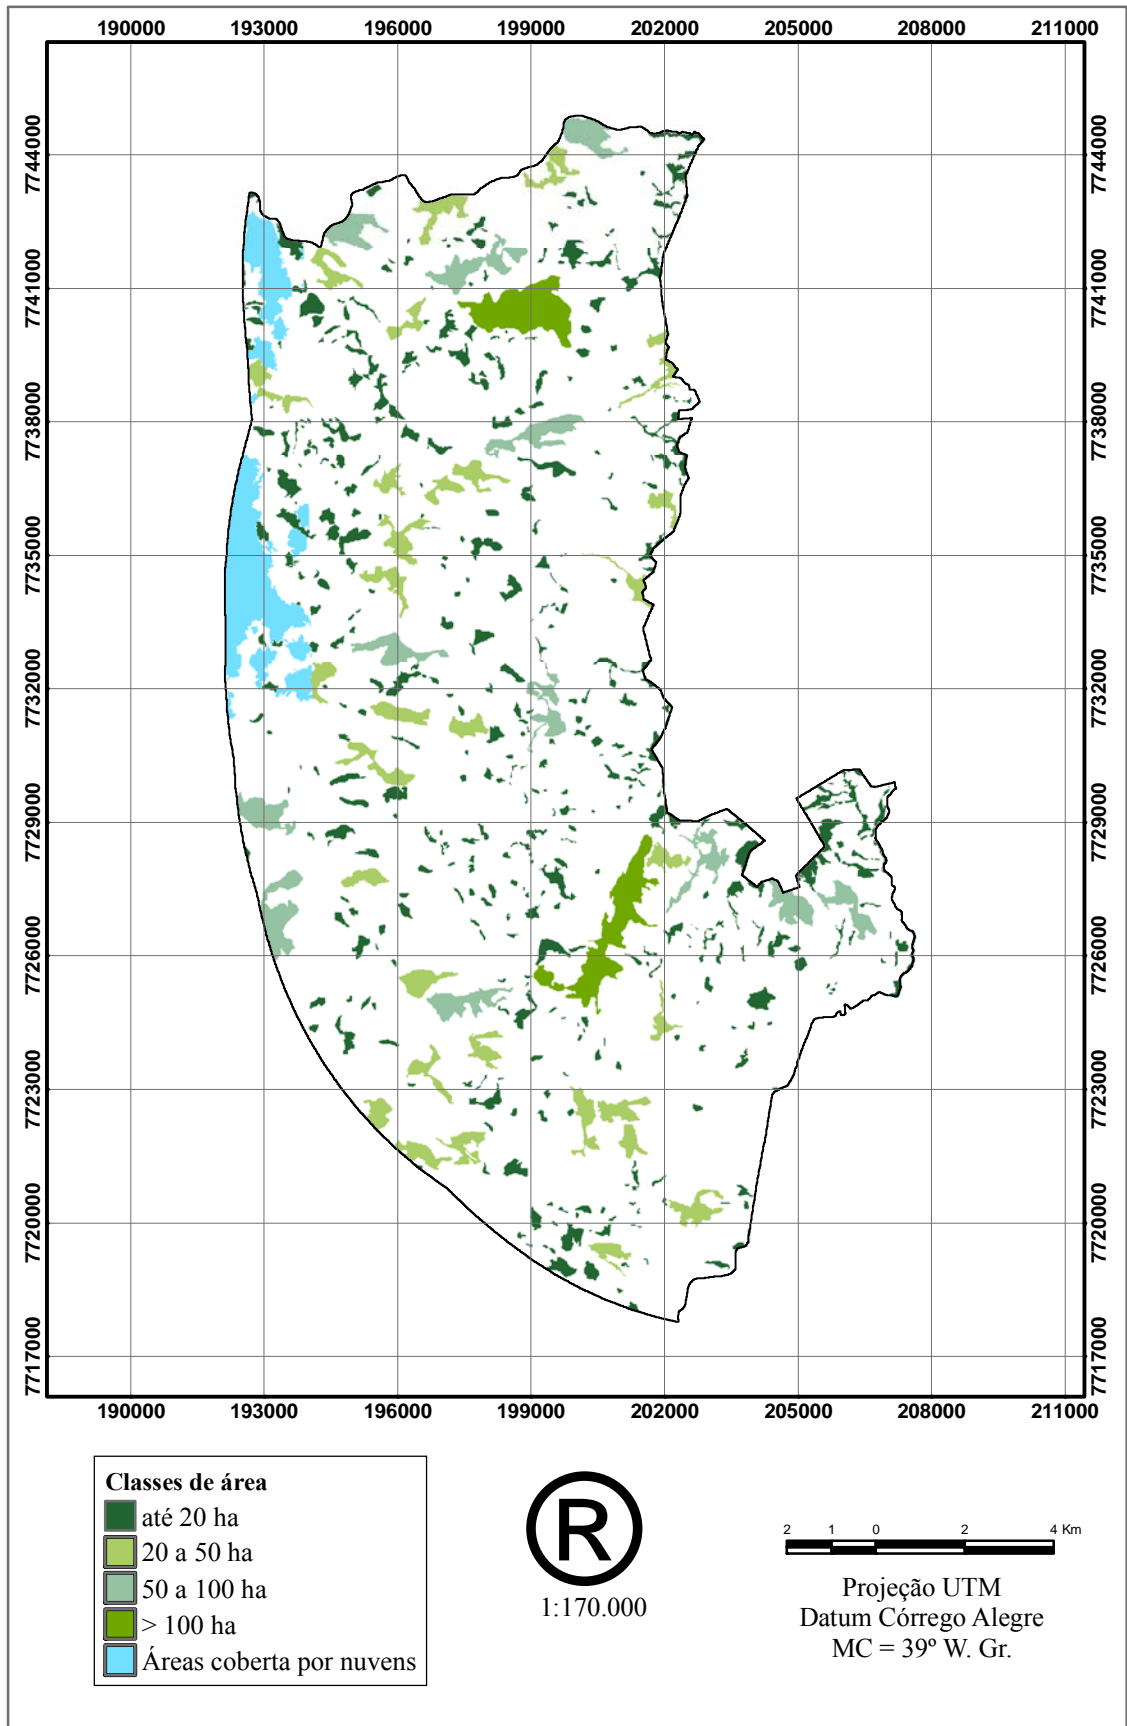 190000 193000 196000 199000 202000 205000 208000 211000
7744000 7744000
7741000 7741000
7738000 7738000
7735000 7735000
7732000 7732000
7729000 7729000
7726000 7726000
7723000 7723000
7720000 7720000
7717000 7717000
190000 193000 196000 199000 202000 205000 208000 211000
Classes de área
até 20 ha
20 a 50 ha
50 a 100 ha
> 100 ha
Áreas coberta por nuvens
R
1:170.000
2 1 0 2 4 Km
Projeção UTM
Datum Córrego Alegre
MC = 39º W. Gr.